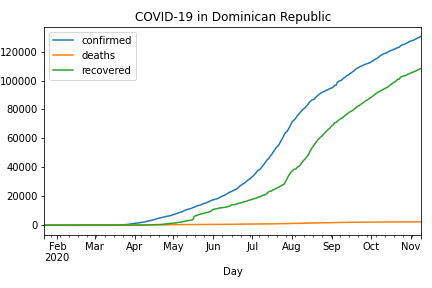 COVID-19 in Dominican Republic
confirmed
deaths
recovered
120000
100000
80000
60000
40000
20000
0
Feb Mar Apr May Jun Jul Aug Sep Oct Nov
2020
Day